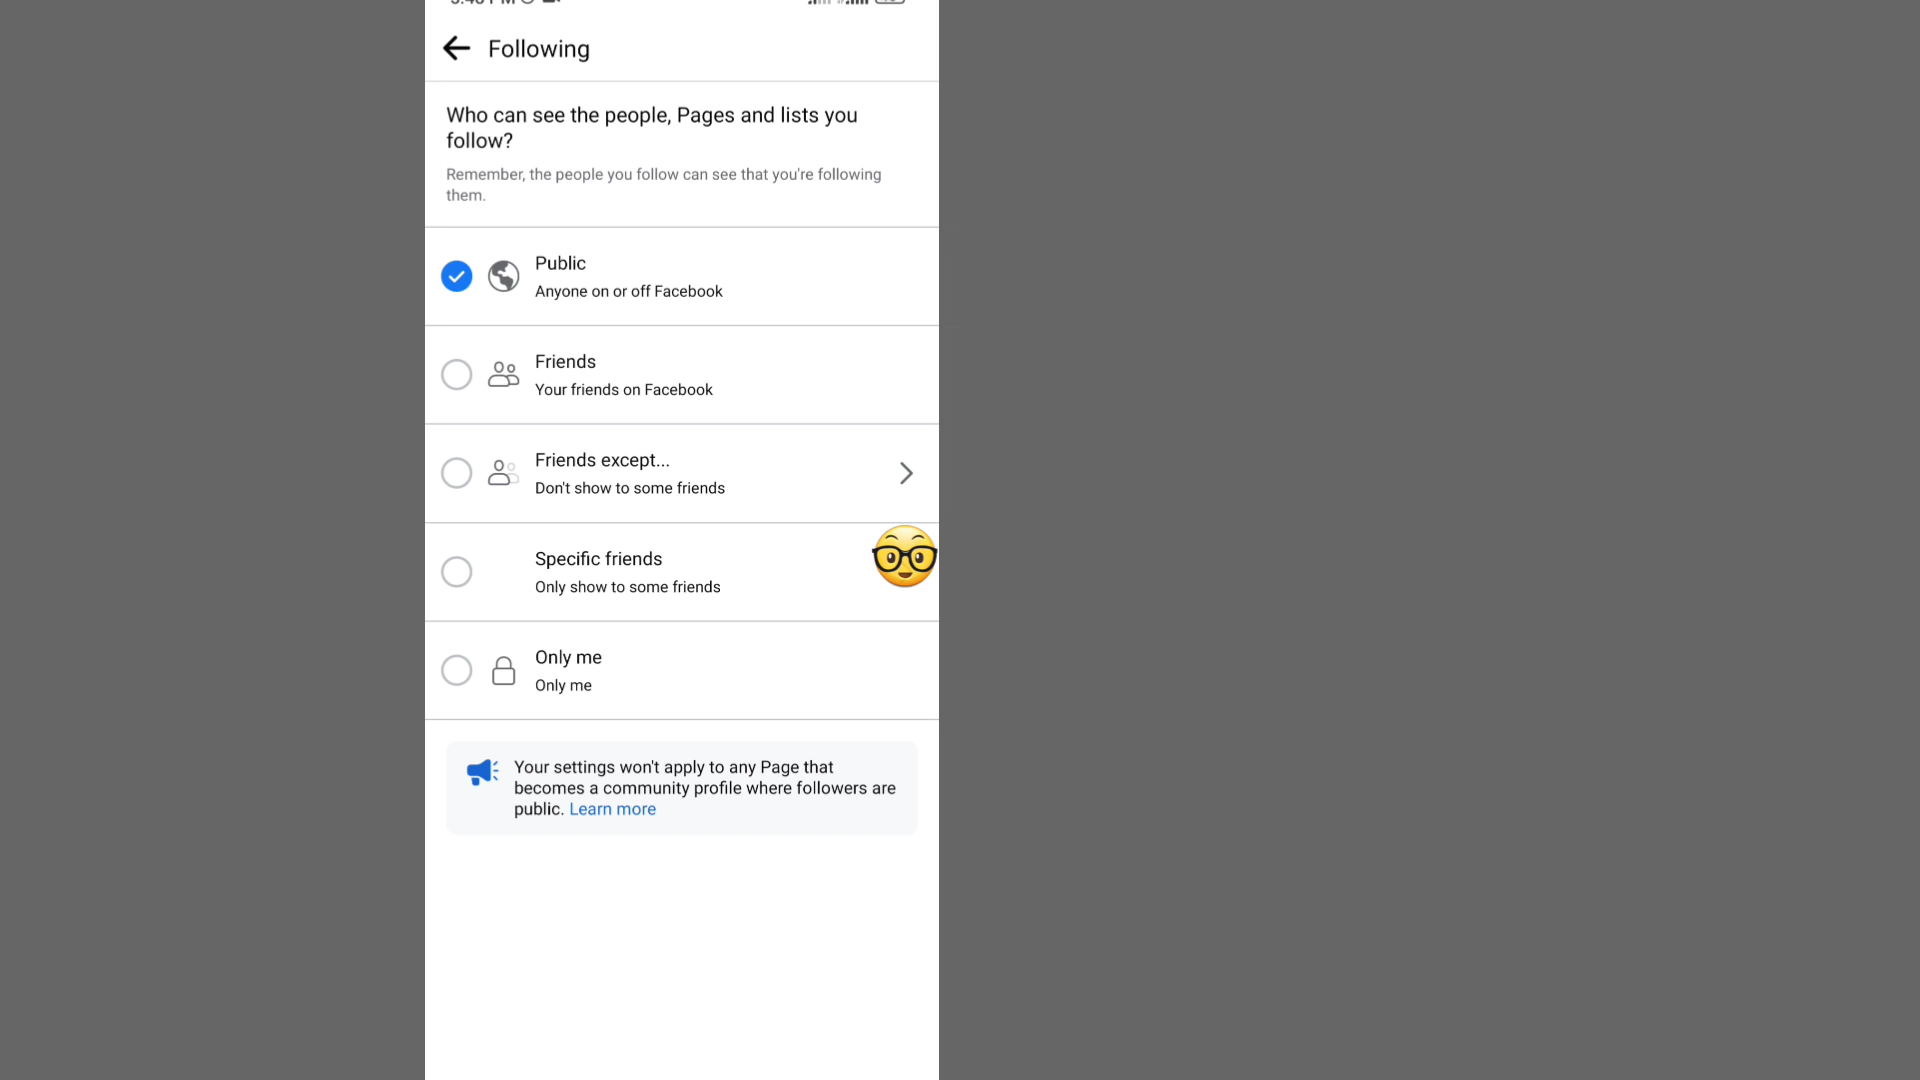 Following
Who can see the people, Pages and lists you
follow?
Remember, the people you follow can see that you're following
them.
Public
Anyone on or off Facebook
Friends
Your friends on Facebook
Friends except...
Don't show to some friends
Specific friends
Only show to some friends
Only me
Only me
Your settings won't apply to any Page that
becomes a community profile where followers are
public. Learn more